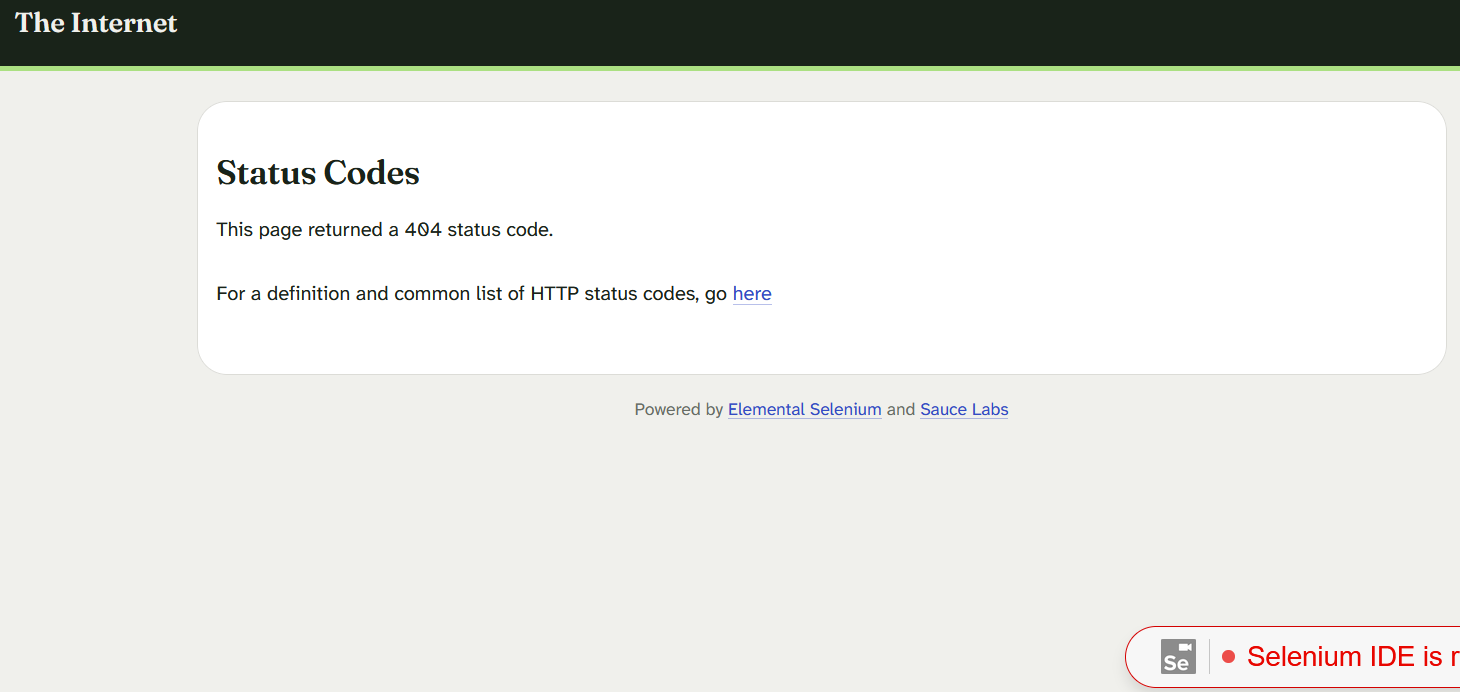 The Internet
Status Codes
This page returned a 404 status code.
For a definition and common list of HTTP status codes, go here
Powered by Elemental Selenium and Sauce Labs
Se
Selenium IDE is